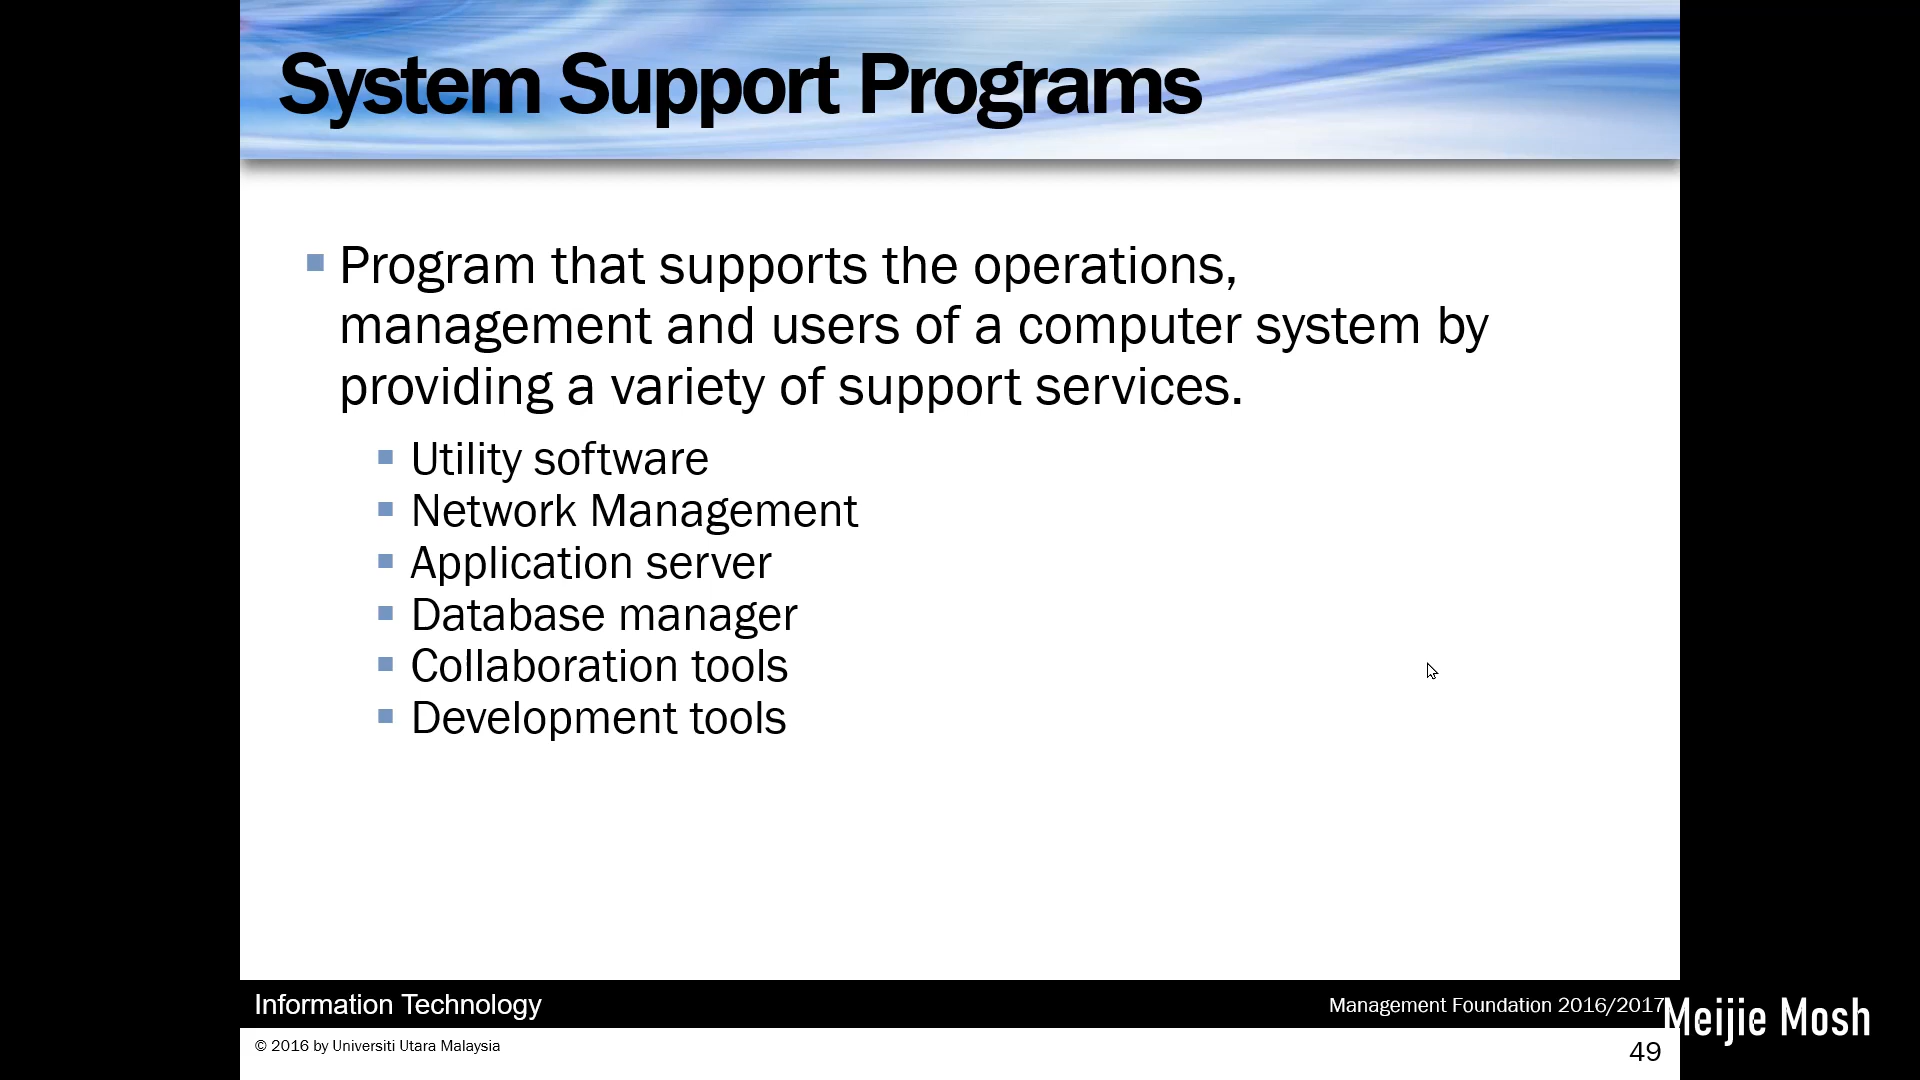 System Support Programs
Program that supports the operations,
management and users of a computer system by
providing a variety of support services.
Utility software
Network Management
Application server
Database manager
Collaboration tools
Development tools
Information Technology
Management Foundation 2016/2017
Meijie Mosh
© 2016 by Universiti Utara Malaysia
49